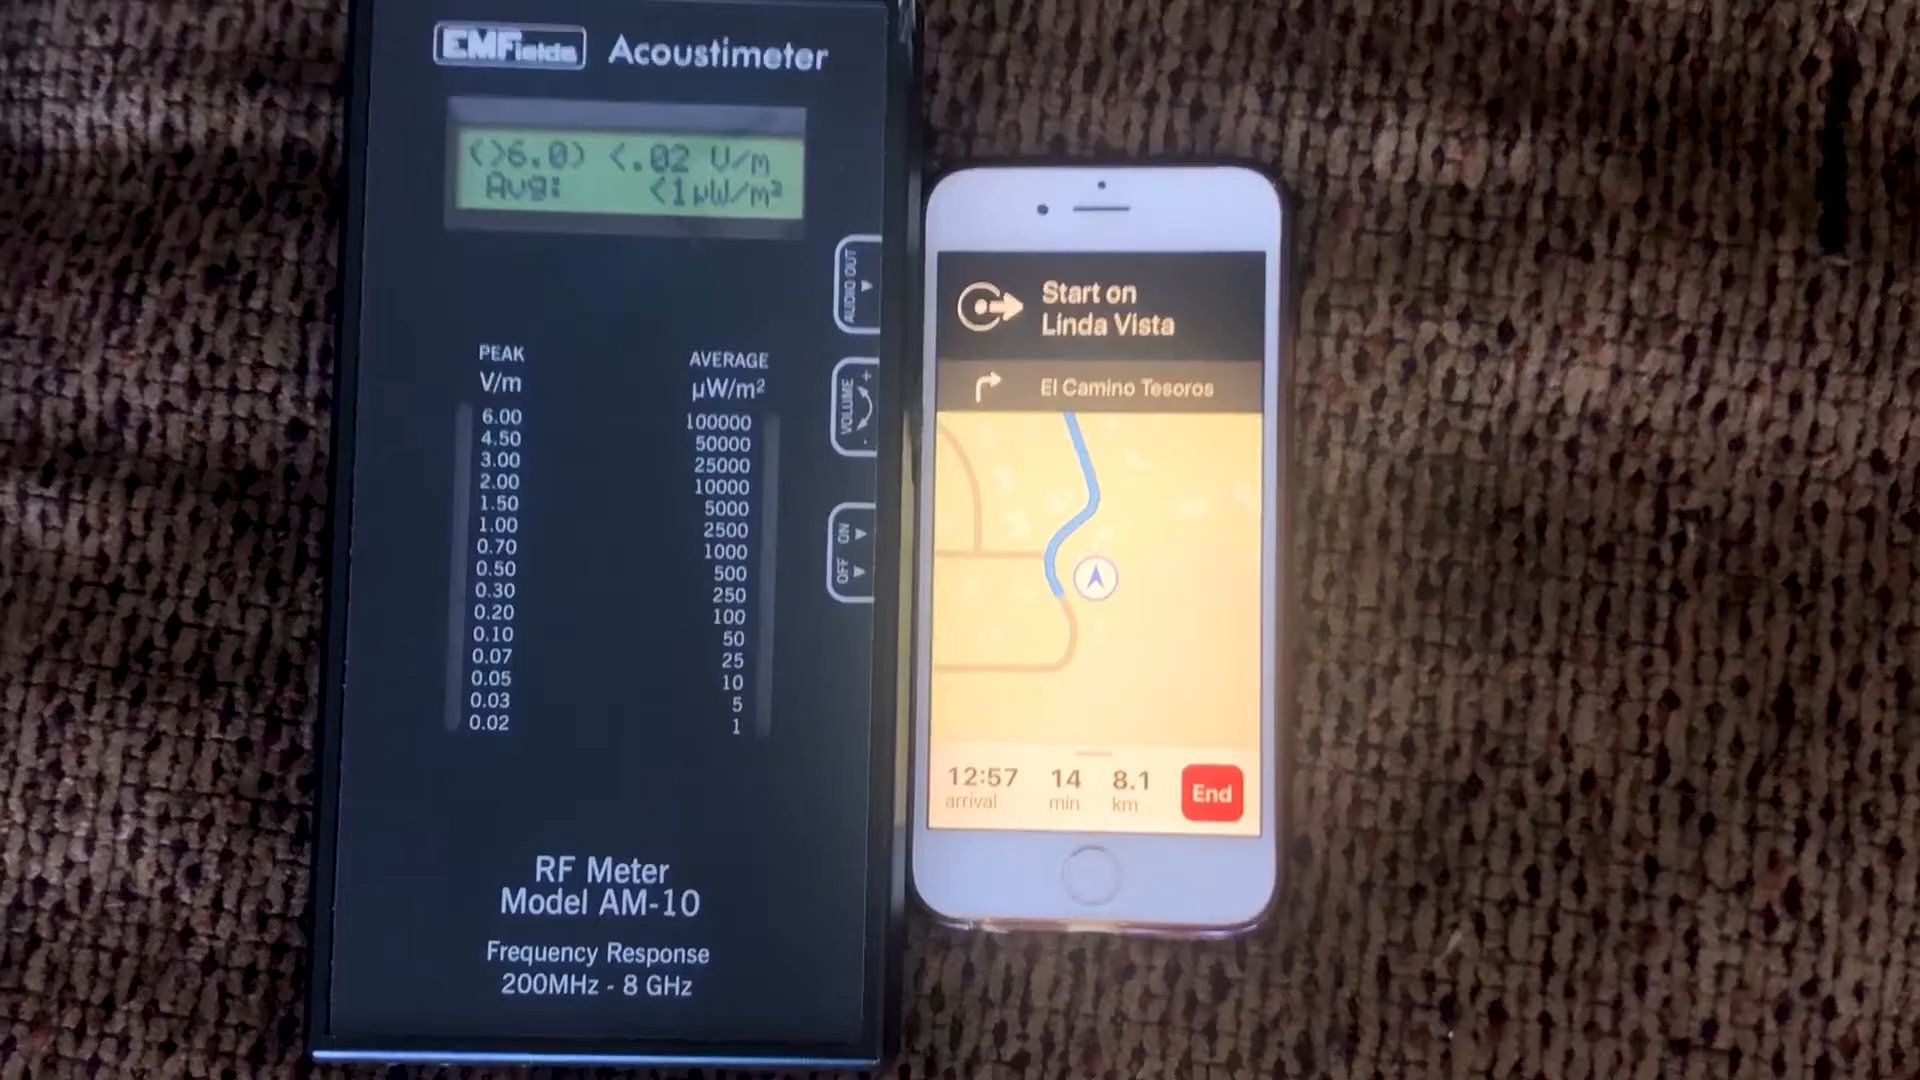 EMFields Acoustimeter
(>6.0) <.02 V/m
Avg: <1µW/m²
AUDIO OUT
VOLUME
+
-
OFF ON
PEAK
V/m
6.00
4.50
3.00
2.00
1.50
1.00
0.70
0.50
0.30
0.20
0.10
0.07
0.05
0.03
0.02
AVERAGE
µW/m²
100000
50000
25000
10000
5000
2500
1000
500
250
100
50
25
10
5
1
RF Meter
Model AM-10
Frequency Response
200MHz - 8 GHz
Start on
Linda Vista
El Camino Tesoros
12:57 14 8.1
arrival min km
End